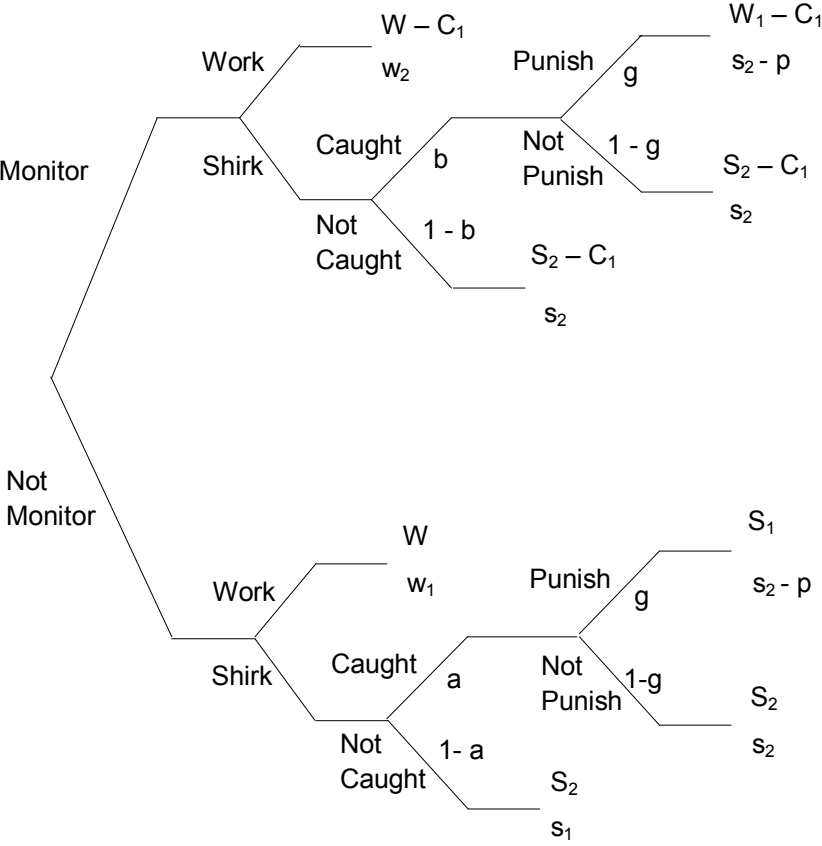 W – C₁
w₂
Work
Monitor
Shirk
Caught
b
Not
Caught
1 - b
Punish
g
W₁ – C₁
s₂ - p
Not
Punish
1 - g
S₂ – C₁
s₂
S₂ – C₁
s₂
Not
Monitor
W
w₁
Work
Shirk
Caught
a
Not
Caught
1- a
Punish
g
S₁
s₂ - p
Not
Punish
1-g
S₂
s₂
S₂
s₁